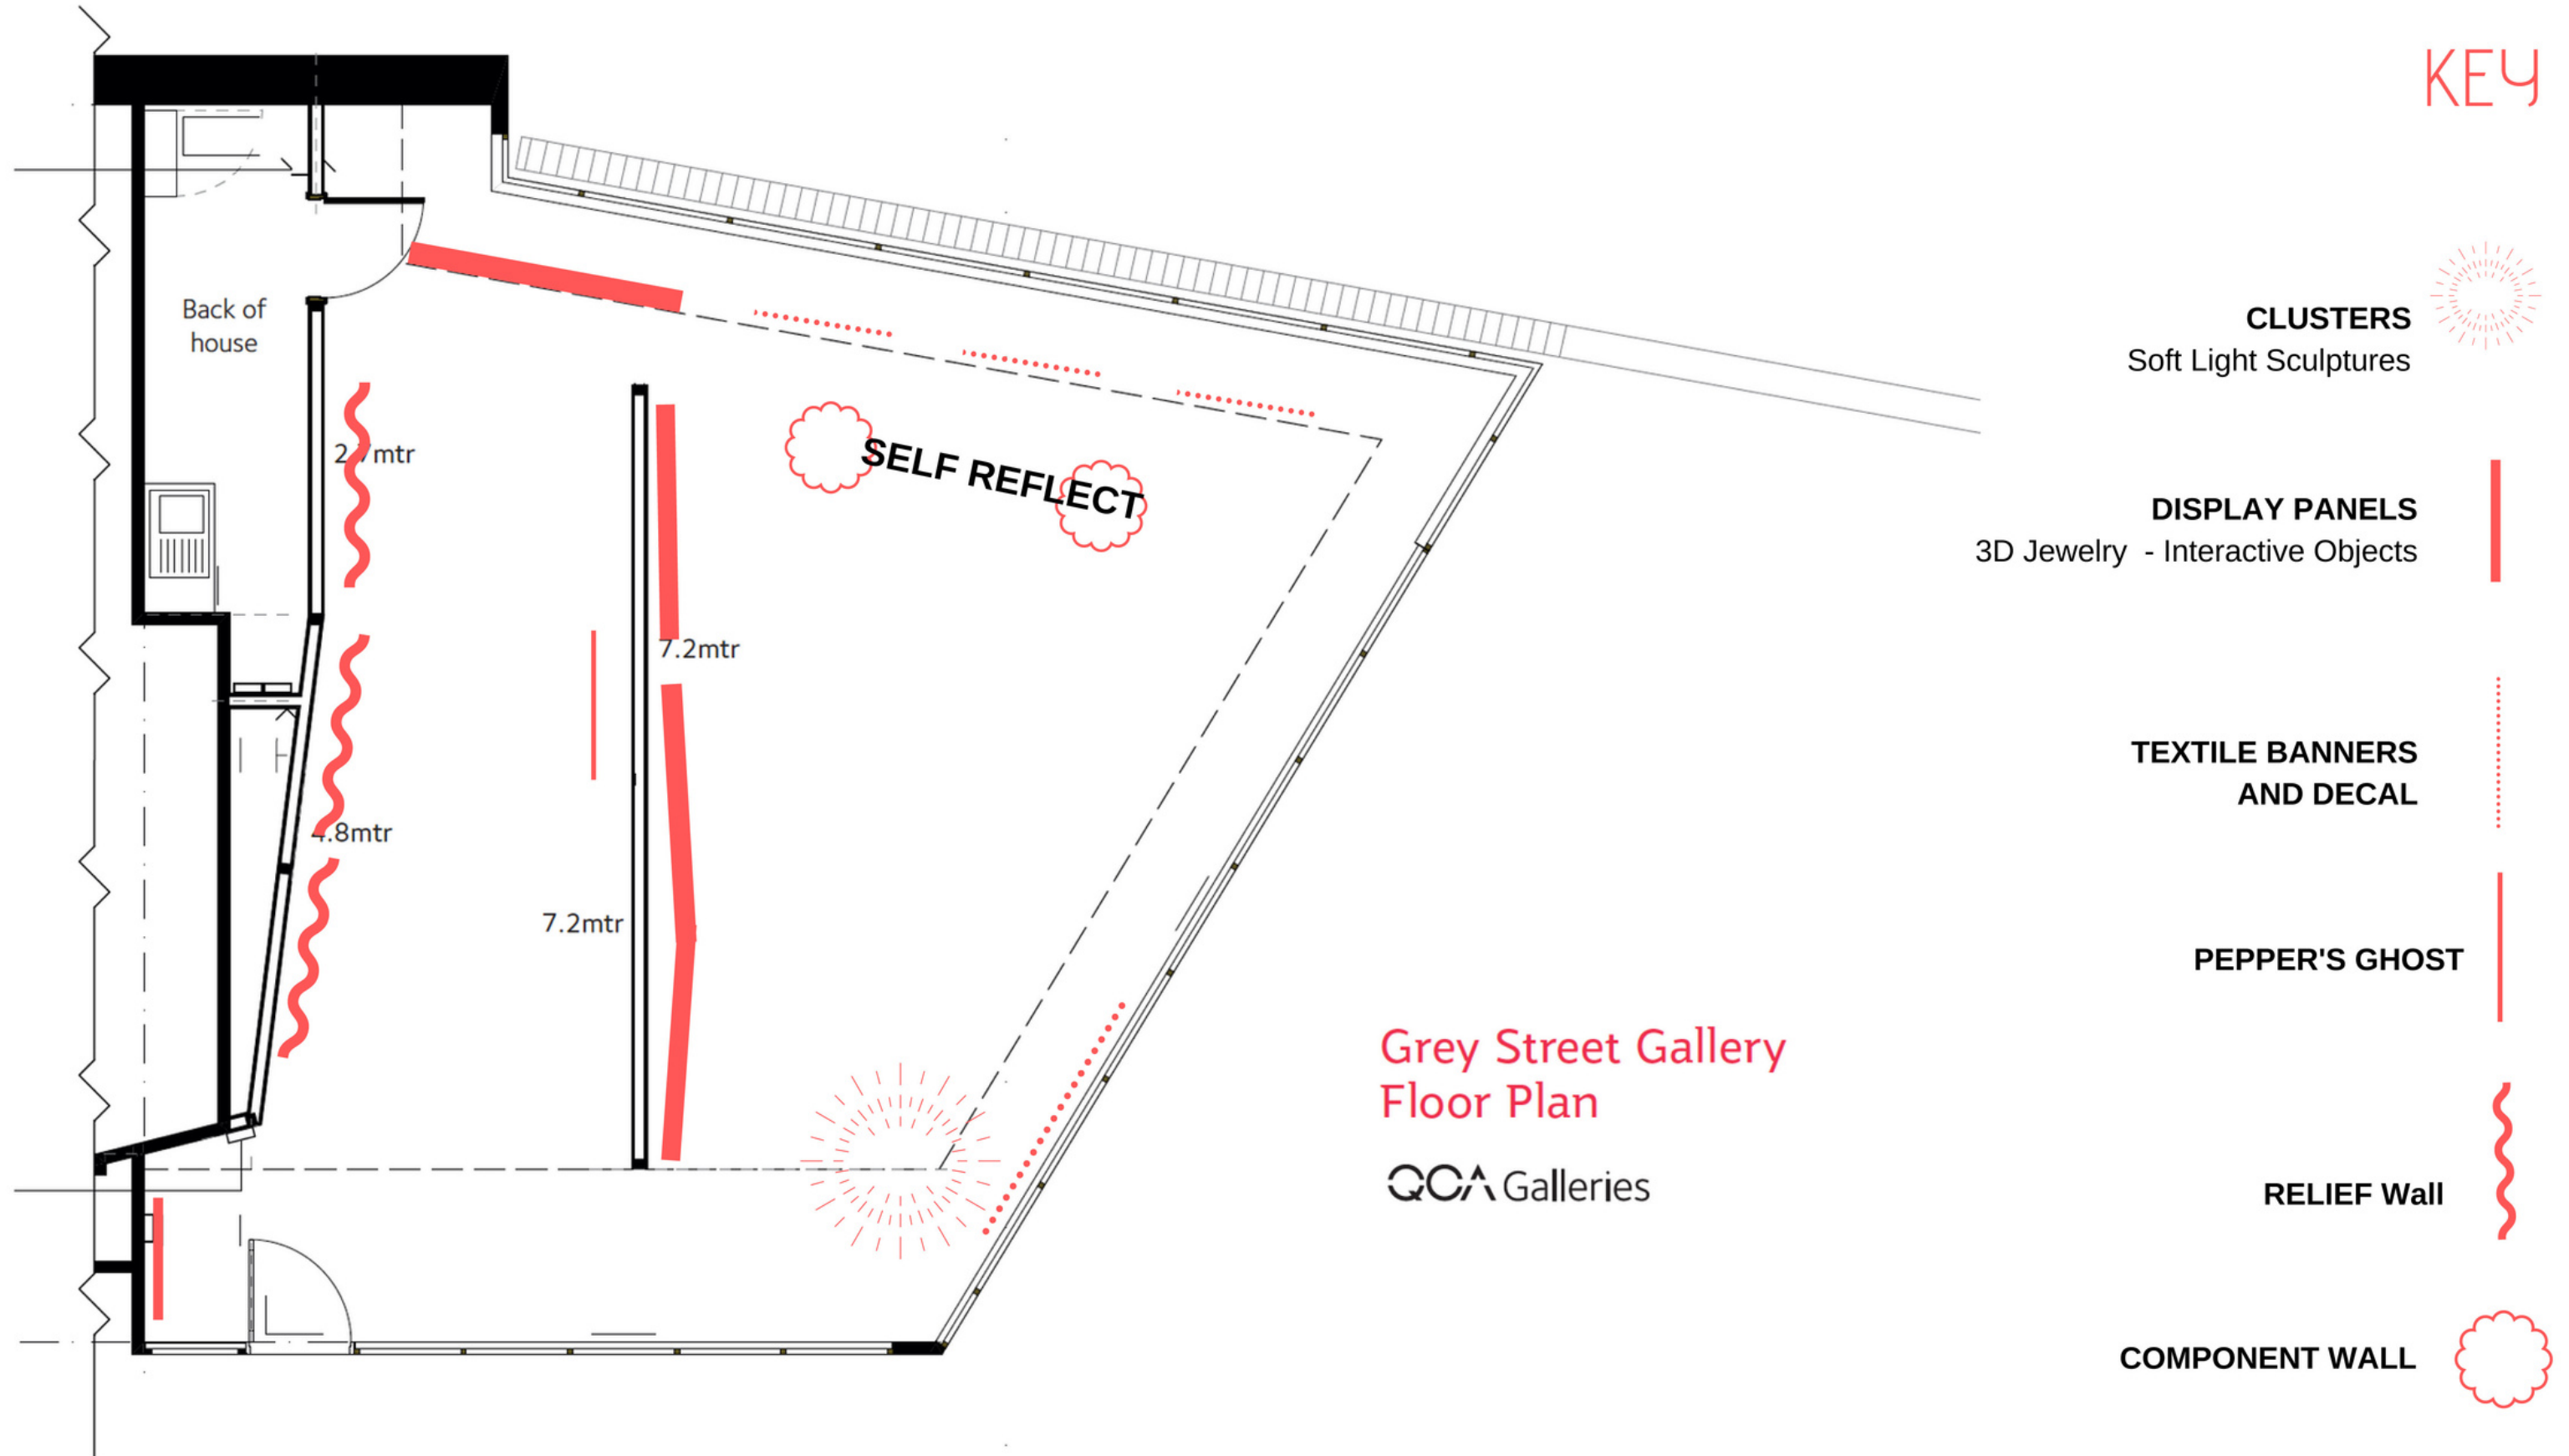 KEY
Back of
house
CLUSTERS
Soft Light Sculptures
2.7mtr
SELF REFLECT
DISPLAY PANELS
3D Jewelry - Interactive Objects
7.2mtr
TEXTILE BANNERS
AND DECAL
4.8mtr
7.2mtr
PEPPER'S GHOST
Grey Street Gallery
Floor Plan
QCA Galleries
RELIEF Wall
COMPONENT WALL